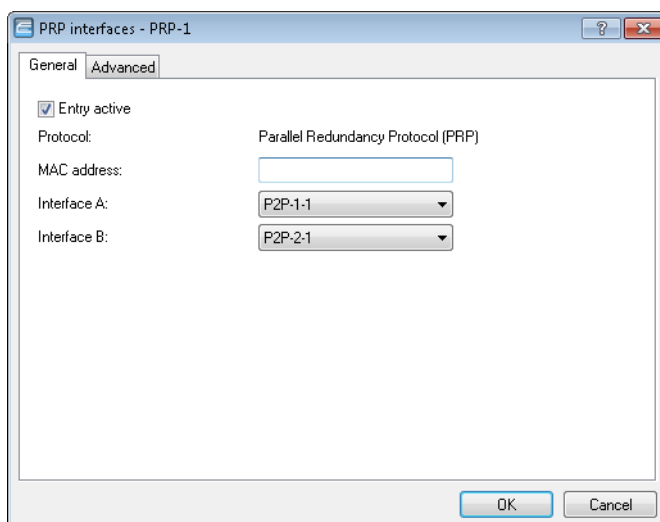 PRP interfaces - PRP-1
General Advanced
Entry active
Protocol: Parallel Redundancy Protocol (PRP)
MAC address:
Interface A: P2P-1-1
Interface B: P2P-2-1
OK Cancel